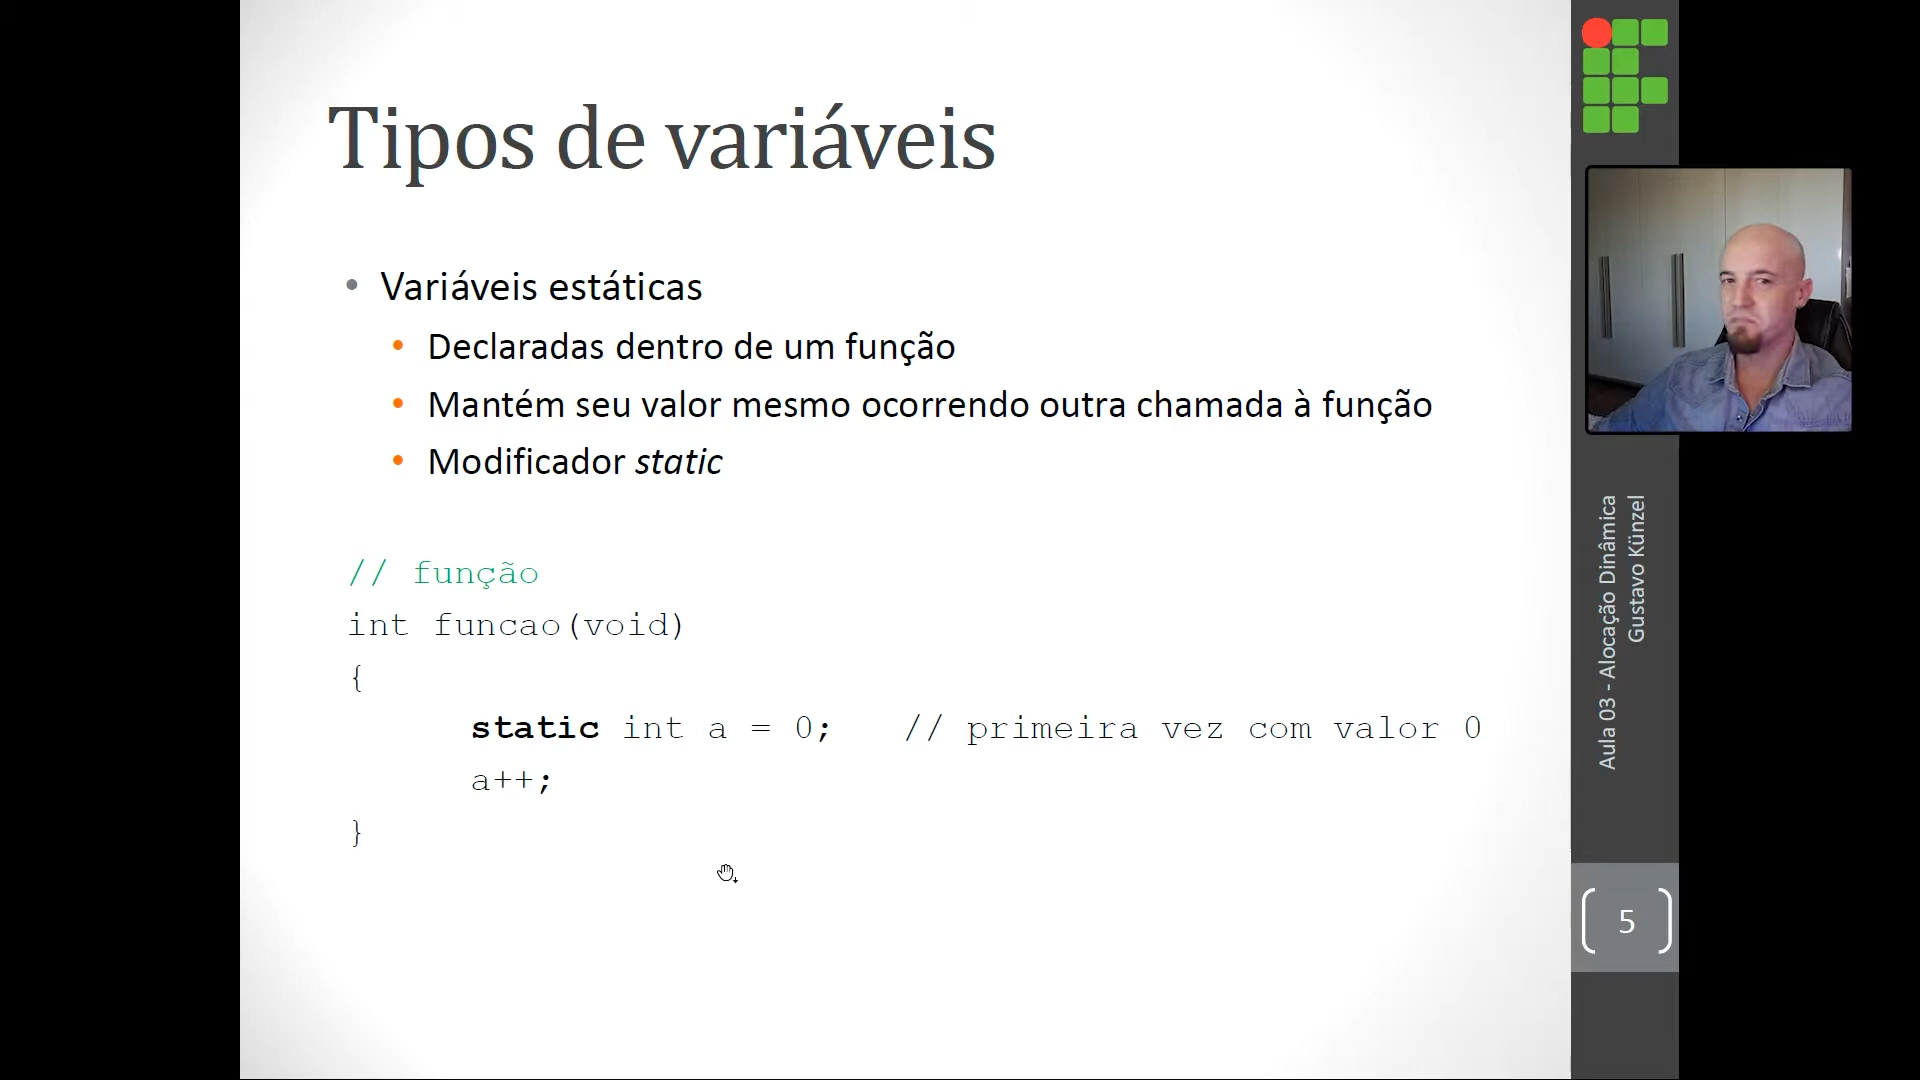 Tipos de variáveis
• Variáveis estáticas
• Declaradas dentro de um função
• Mantém seu valor mesmo ocorrendo outra chamada à função
• Modificador static
// função
int funcao(void)
{
static int a = 0; // primeira vez com valor 0
a++;
}
Aula 03 - Alocação Dinâmica
Gustavo Künzel
5